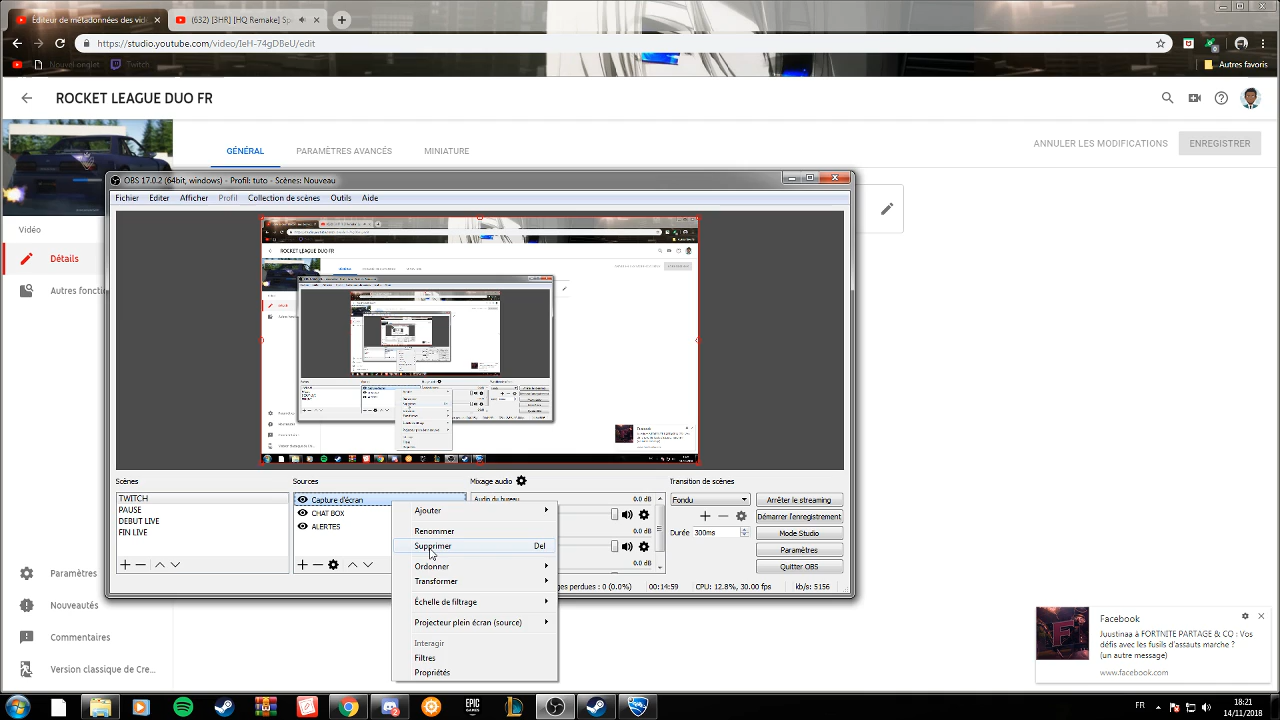 Éditeur de métadonnées des vid
(632) [3HR] [HQ Remake] Sp
https://studio.youtube.com/video/IeH-74gDBeU/edit
Nouvel onglet
Twitch
Autres favoris
ROCKET LEAGUE DUO FR
GÉNÉRAL
PARAMÈTRES AVANCÉS
MINIATURE
ANNULER LES MODIFICATIONS
ENREGISTRER
Vidéo
Détails
Autres foncti
Paramètres
Nouveautés
Commentaires
Version classique de Cre...
OBS 17.0.2 (64bit, windows) - Profil: tuto - Scènes: Nouveau
Fichier Editer Afficher Profil Collection de scènes Outils Aide
Scènes
TWITCH
PAUSE
DEBUT LIVE
FIN LIVE
Sources
Capture d'écran
CHAT BOX
ALERTES
Ajouter
Renommer
Supprimer Del
Ordonner
Transformer
Échelle de filtrage
Projecteur plein écran (source)
Interagir
Filtres
Propriétés
Mixage audio
Audio du bureau 0.0 dB
0.0 dB
0.0 dB
Transition de scènes
Fondu
Durée 300ms
Arrêter le streaming
Démarrer l'enregistrement
Mode Studio
Paramètres
Quitter OBS
ges perdues : 0 (0.0%) 00:14:59 CPU: 12.8%, 30.00 fps kb/s: 5156
Facebook
Juustinaa à FORTNITE PARTAGE & CO : Vos
défis avec les fusils d'assauts marche ?
(un autre message)
www.facebook.com
EPIC
GAMES
FR
18:21
14/11/2018